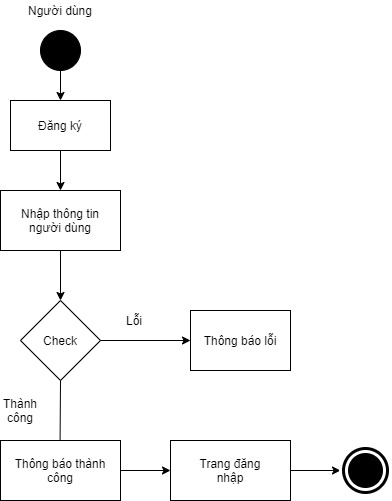 Người dùng
Đăng ký
Nhập thông tin
người dùng
Check
Lỗi
Thông báo lỗi
Thành
công
Thông báo thành
công
Trang đăng
nhập